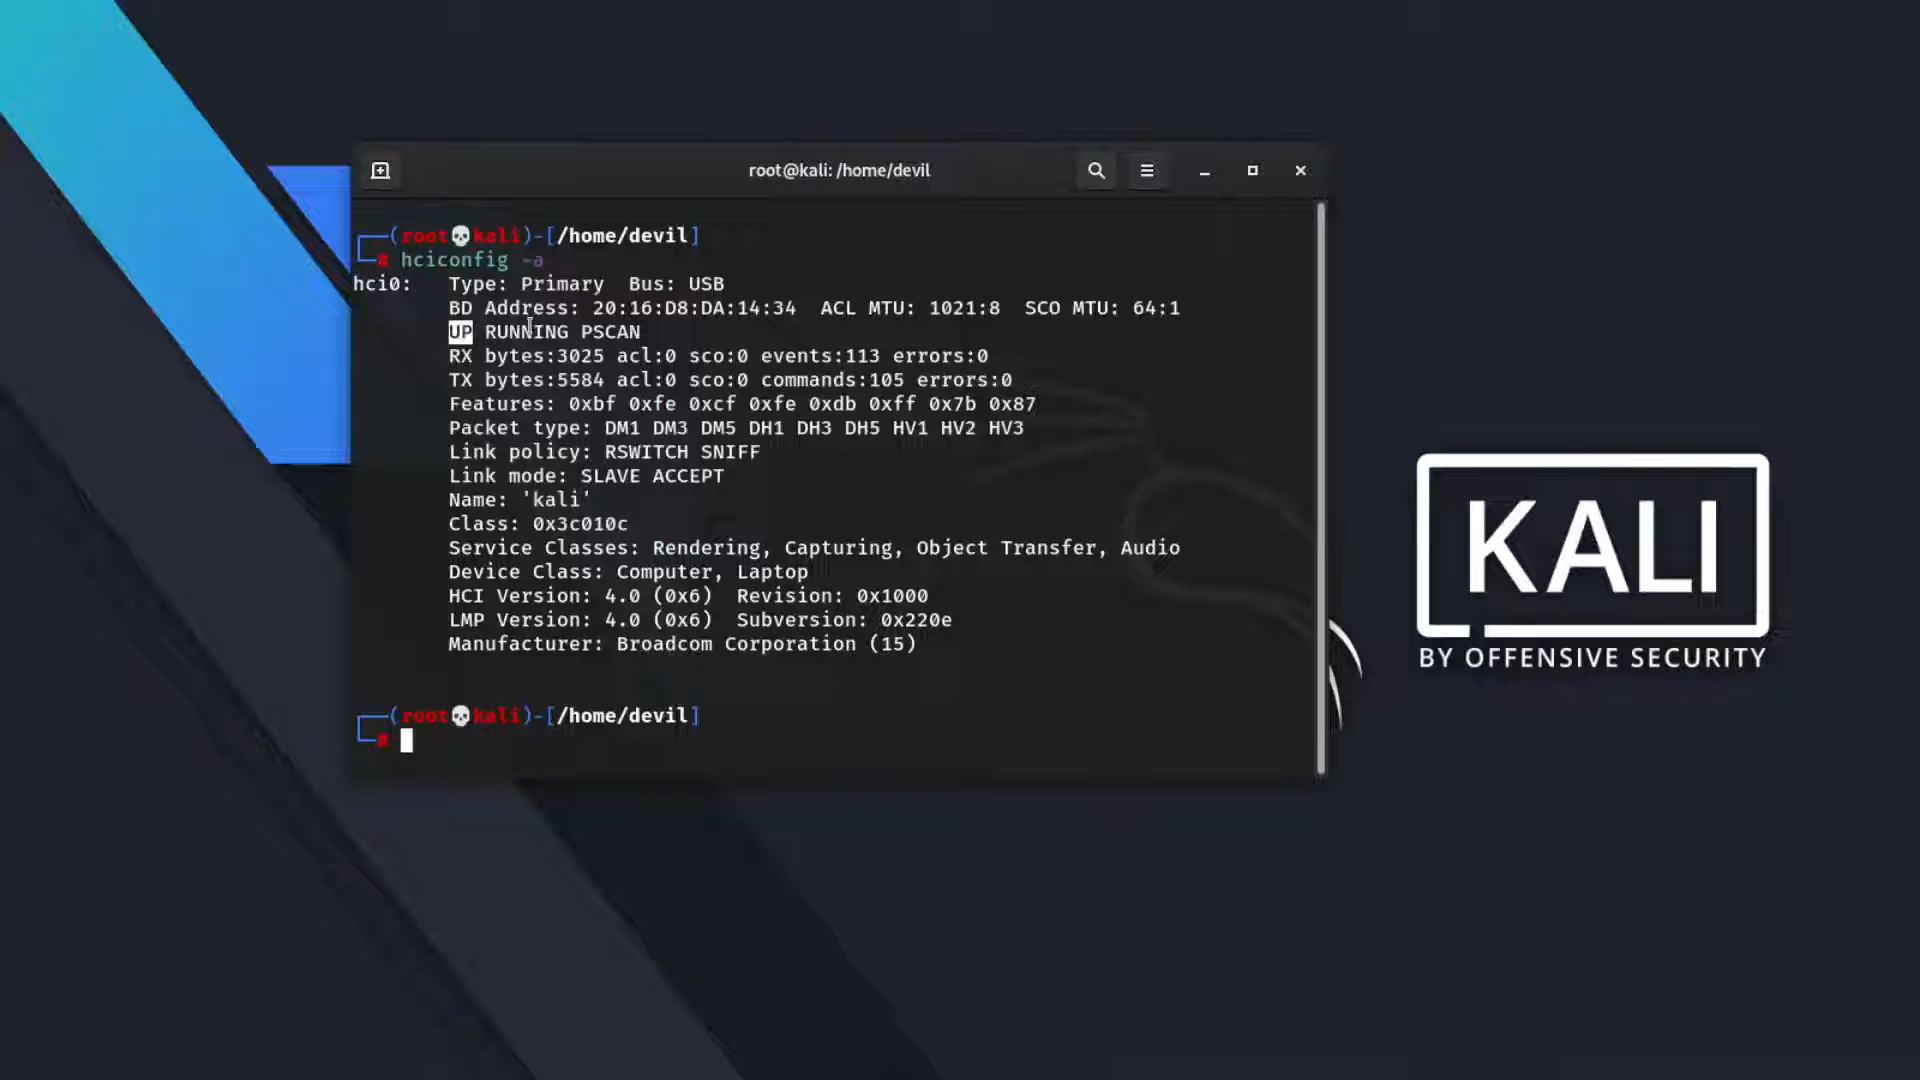 root@kali: /home/devil
┌──(root💀kali)-[/home/devil]
└─# hciconfig -a
hci0:   Type: Primary  Bus: USB
        BD Address: 20:16:D8:DA:14:34  ACL MTU: 1021:8  SCO MTU: 64:1
        UP RUNNING PSCAN
        RX bytes:3025 acl:0 sco:0 events:113 errors:0
        TX bytes:5584 acl:0 sco:0 commands:105 errors:0
        Features: 0xbf 0xfe 0xcf 0xfe 0xdb 0xff 0x7b 0x87
        Packet type: DM1 DM3 DM5 DH1 DH3 DH5 HV1 HV2 HV3
        Link policy: RSWITCH SNIFF
        Link mode: SLAVE ACCEPT
        Name: 'kali'
        Class: 0x3c010c
        Service Classes: Rendering, Capturing, Object Transfer, Audio
        Device Class: Computer, Laptop
        HCI Version: 4.0 (0x6)  Revision: 0x1000
        LMP Version: 4.0 (0x6)  Subversion: 0x220e
        Manufacturer: Broadcom Corporation (15)
┌──(root💀kali)-[/home/devil]
└─#
KALI
BY OFFENSIVE SECURITY